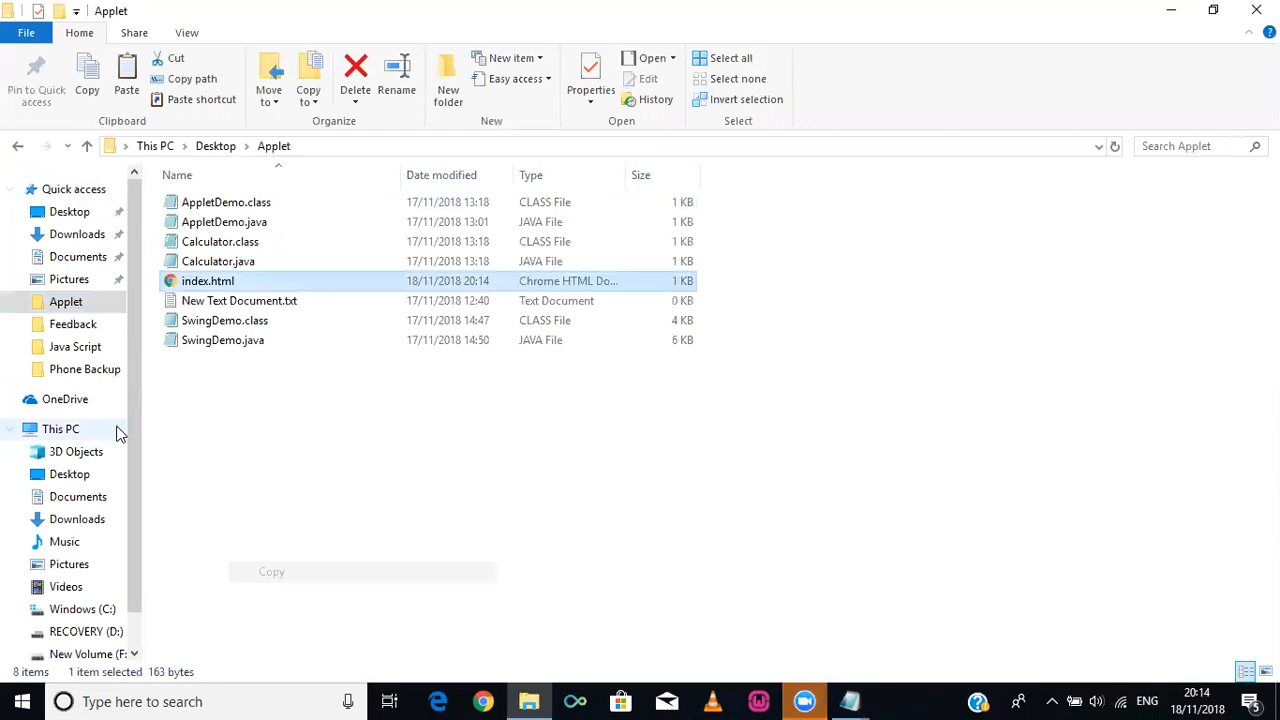 Applet
File Home Share View
Pin to Quick access
Copy
Paste
Cut
Copy path
Paste shortcut
Clipboard
Move to
Copy to
Delete
Rename
Organize
New folder
New item
Easy access
New
Properties
Open
Edit
History
Open
Select all
Select none
Invert selection
Select
This PC > Desktop > Applet
Search Applet
Name Date modified Type Size
AppletDemo.class 17/11/2018 13:18 CLASS File 1 KB
AppletDemo.java 17/11/2018 13:01 JAVA File 1 KB
Calculator.class 17/11/2018 13:18 CLASS File 1 KB
Calculator.java 17/11/2018 13:18 JAVA File 1 KB
index.html 18/11/2018 20:14 Chrome HTML Do... 1 KB
New Text Document.txt 17/11/2018 12:40 Text Document 0 KB
SwingDemo.class 17/11/2018 14:47 CLASS File 4 KB
SwingDemo.java 17/11/2018 14:50 JAVA File 6 KB
Quick access
Desktop
Downloads
Documents
Pictures
Applet
Feedback
Java Script
Phone Backup
OneDrive
This PC
3D Objects
Desktop
Documents
Downloads
Music
Pictures
Videos
Windows (C:)
RECOVERY (D:)
New Volume (F:
Copy
8 items 1 item selected 163 bytes
Type here to search
ENG
20:14
18/11/2018
5